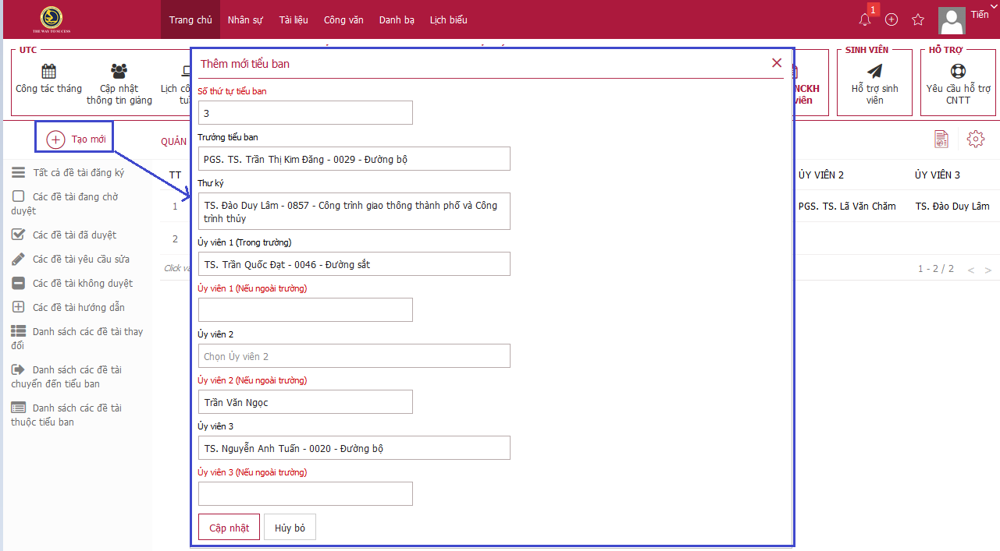 THE WAY TO SUCCESS
Trang chủ Nhân sự Tài liệu Công văn Danh bạ Lịch biểu
1
Tiến
UTC
Công tác tháng
Cập nhật
thông tin giảng
Lịch cô
tu
NCKH
viên
SINH VIÊN
Hỗ trợ sinh
viên
HỖ TRỢ
Yêu cầu hỗ trợ
CNTT
Tạo mới
QUẢN
Tất cả đề tài đăng ký
Các đề tài đang chờ
duyệt
Các đề tài đã duyệt
Các đề tài yêu cầu sửa
Các đề tài không duyệt
Các đề tài hướng dẫn
Danh sách các đề tài thay
đổi
Danh sách các đề tài
chuyển đến tiểu ban
Danh sách các đề tài
thuộc tiểu ban
TT
1
2
Click và
Thêm mới tiểu ban
Số thứ tự tiểu ban
3
Trưởng tiểu ban
PGS. TS. Trần Thị Kim Đăng - 0029 - Đường bộ
Thư ký
TS. Đào Duy Lâm - 0857 - Công trình giao thông thành phố và Công
trình thủy
Ủy viên 1 (Trong trường)
TS. Trần Quốc Đạt - 0046 - Đường sắt
Ủy viên 1 (Nếu ngoài trường)
Ủy viên 2
Chọn Ủy viên 2
Ủy viên 2 (Nếu ngoài trường)
Trần Văn Ngọc
Ủy viên 3
TS. Nguyễn Anh Tuấn - 0020 - Đường bộ
Ủy viên 3 (Nếu ngoài trường)
Cập nhật Hủy bỏ
ỦY VIÊN 2 ỦY VIÊN 3
PGS. TS. Lã Văn Chăm TS. Đào Duy Lâm
1 - 2 / 2 < >